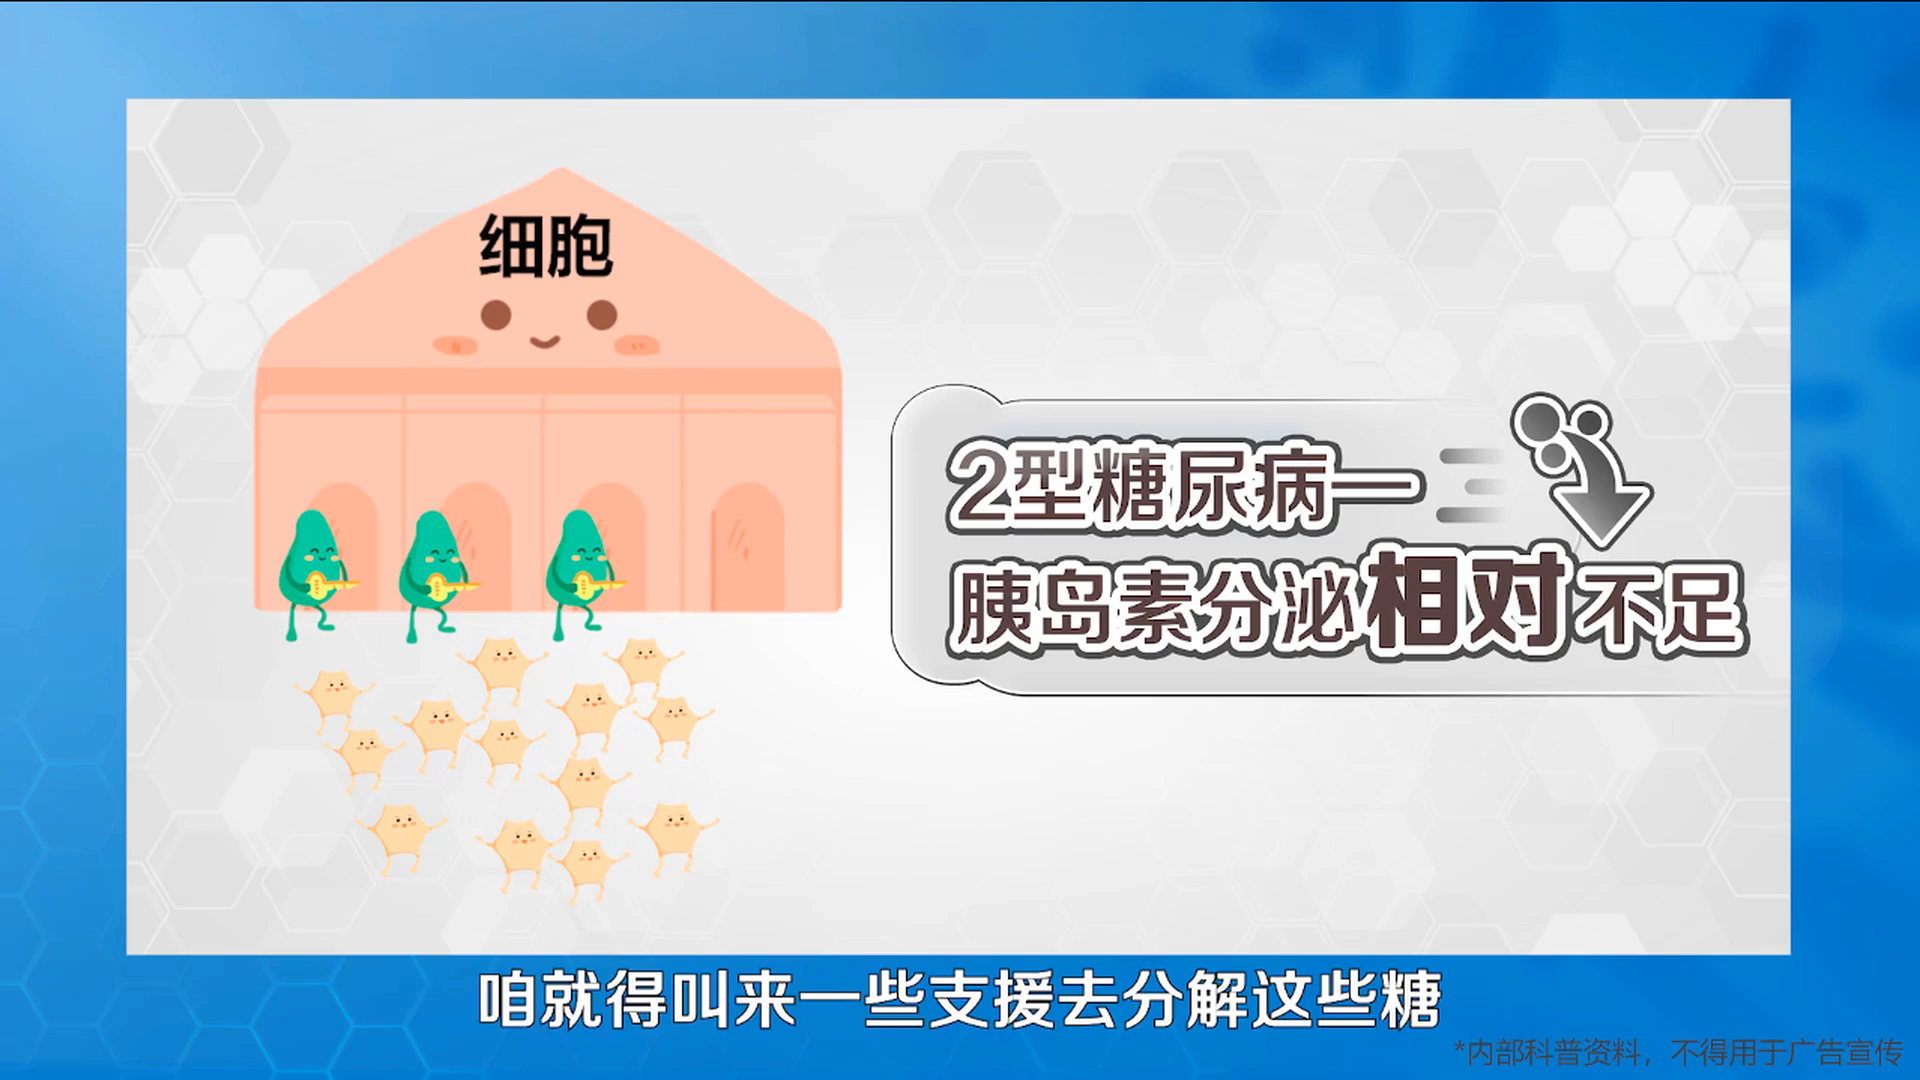 细胞
2型糖尿病—
胰岛素分泌相对不足
咱就得叫来一些支援去分解这些糖
*内部科普资料，不得用于广告宣传